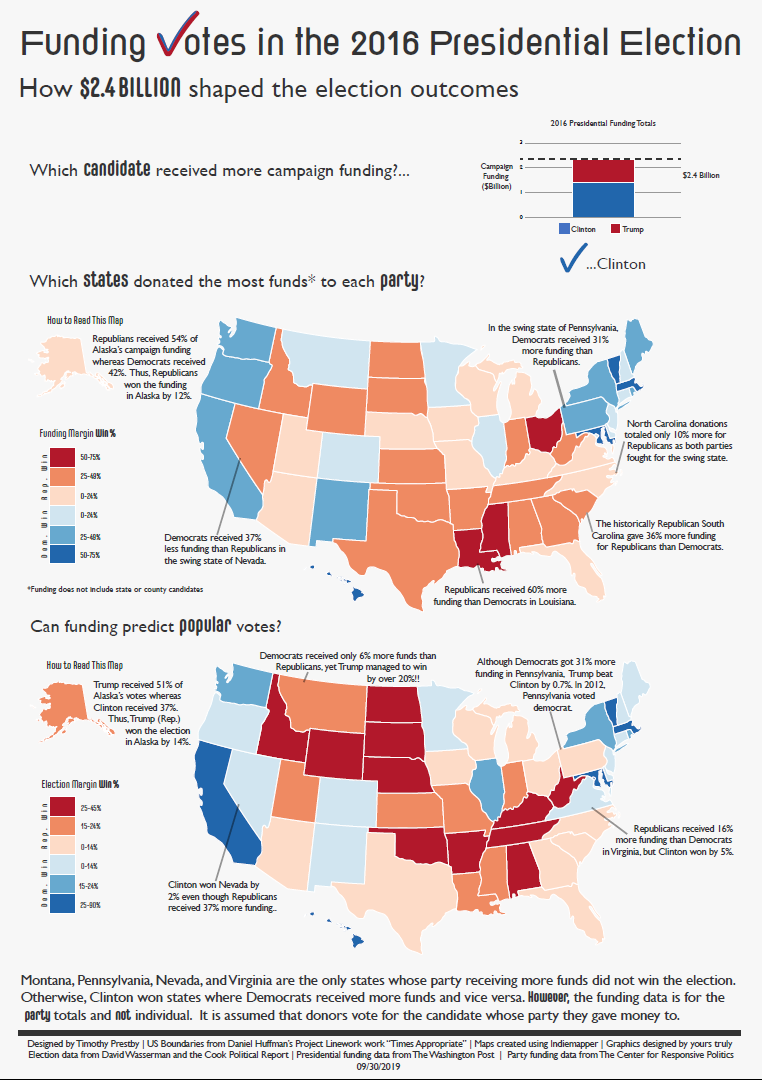 Funding Votes in the 2016 Presidential Election
How $2.4 BILLION shaped the election outcomes
2016 Presidential Funding Totals
Which candidate received more campaign funding?...
Campaign
Funding
($Billion)
3
2
1
0
$2.4 Billion
Clinton
Trump
...Clinton
Which states donated the most funds* to each party?
How to Read This Map
Republians received 54% of
Alaska's campaign funding
whereas Democrats received
42%. Thus, Republicans
won the funding
in Alaska by 12%.
In the swing state of Pennsylvania,
Democrats received 31%
more funding than
Republicans.
Funding Margin Win %
Rep. Win
50-75%
25-49%
0-24%
Dem. Win
0-24%
25-48%
50-75%
North Carolina donations
totaled only 10% more for
Republicans as both parties
fought for the swing state.
The historically Republican South
Carolina gave 36% more funding
for Republicans than Democrats.
Democrats received 37%
less funding than Republicans in
the swing state of Nevada.
Republicans received 60% more
funding than Democrats in Louisiana.
*Funding does not include state or county candidates
Can funding predict popular votes?
How to Read This Map
Trump received 51% of
Alaska's votes whereas
Clinton received 37%.
Thus, Trump (Rep.)
won the election
in Alaska by 14%.
Democrats received only 6% more funds than
Republicans, yet Trump managed to win
by over 20%!!
Although Democrats got 31% more
funding in Pennsylvania, Trump beat
Clinton by 0.7%. In 2012,
Pennsylvania voted
democrat.
Election Margin Win %
Rep. Win
25-45%
15-24%
0-14%
Dem. Win
0-14%
15-24%
25-90%
Republicans received 16%
more funding than Democrats
in Virginia, but Clinton won by 5%.
Clinton won Nevada by
2% even though Republicans
received 37% more funding..
Montana, Pennsylvania, Nevada, and Virginia are the only states whose party receiving more funds did not win the election.
Otherwise, Clinton won states where Democrats received more funds and vice versa. However, the funding data is for the
party totals and not individual. It is assumed that donors vote for the candidate whose party they gave money to.
Designed by Timothy Prestby | US Boundaries from Daniel Huffman's Project Linework work "Times Approriate" | Maps created using Indiemapper | Graphics designed by yours truly
Election data from David Wasserman and the Cook Political Report | Presidential funding data from The Washington Post | Party funding data from The Center for Responsive Politics
09/30/2019